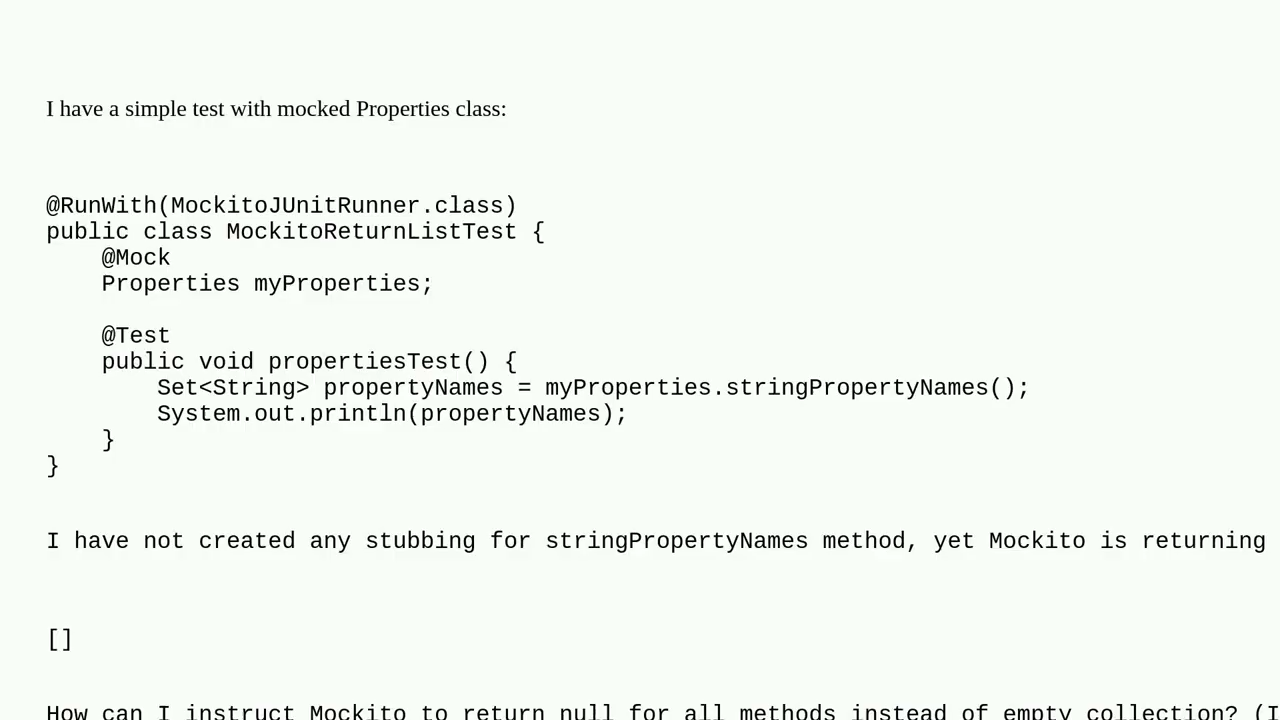 I have a simple test with mocked Properties class:
@RunWith(MockitoJUnitRunner.class)
public class MockitoReturnListTest {
    @Mock
    Properties myProperties;
    @Test
    public void propertiesTest() {
        Set<String> propertyNames = myProperties.stringPropertyNames();
        System.out.println(propertyNames);
    }
}
I have not created any stubbing for stringPropertyNames method, yet Mockito is returning
[]
How can I instruct Mockito to return null for all methods instead of empty collection? (I